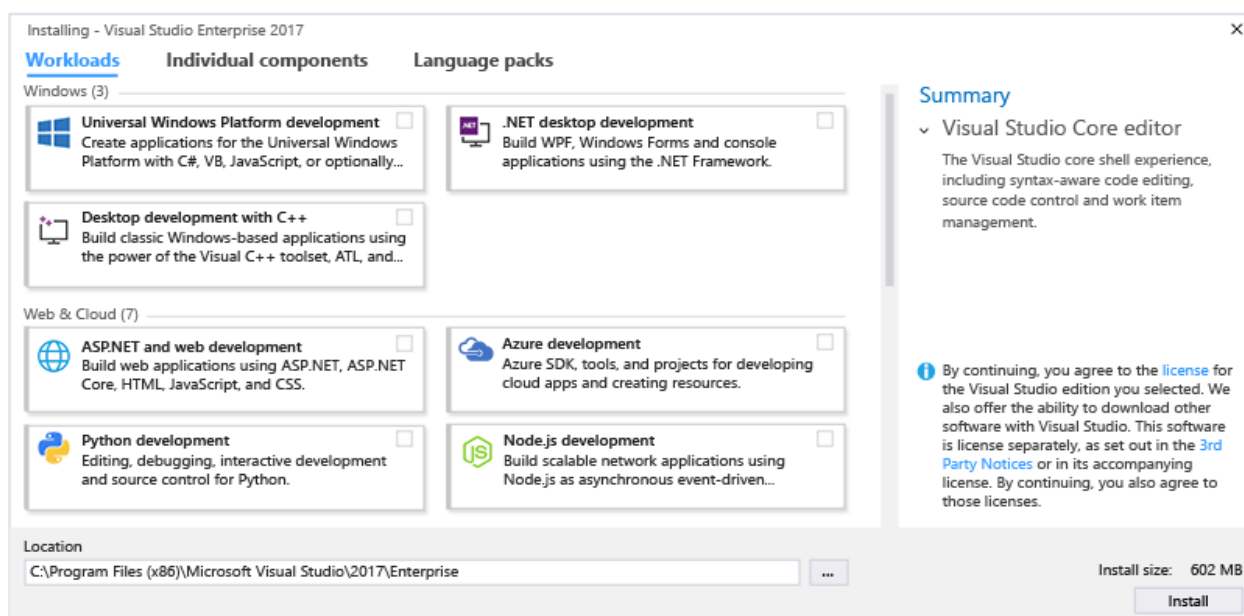 Installing - Visual Studio Enterprise 2017
Workloads Individual components Language packs
Windows (3)
Universal Windows Platform development
Create applications for the Universal Windows
Platform with C#, VB, JavaScript, or optionally...
.NET
.NET desktop development
Build WPF, Windows Forms and console
applications using the .NET Framework.
Desktop development with C++
Build classic Windows-based applications using
the power of the Visual C++ toolset, ATL, and...
Web & Cloud (7)
ASP.NET and web development
Build web applications using ASP.NET, ASP.NET
Core, HTML, JavaScript, and CSS.
Azure development
Azure SDK, tools, and projects for developing
cloud apps and creating resources.
Python development
Editing, debugging, interactive development
and source control for Python.
JS
Node.js development
Build scalable network applications using
Node.js as asynchronous event-driven...
Summary
Visual Studio Core editor
The Visual Studio core shell experience,
including syntax-aware code editing,
source code control and work item
management.
By continuing, you agree to the license for
the Visual Studio edition you selected. We
also offer the ability to download other
software with Visual Studio. This software
is license separately, as set out in the 3rd
Party Notices or in its accompanying
license. By continuing, you also agree to
those licenses.
Location
C:\Program Files (x86)\Microsoft Visual Studio\2017\Enterprise
...
Install size: 602 MB
Install